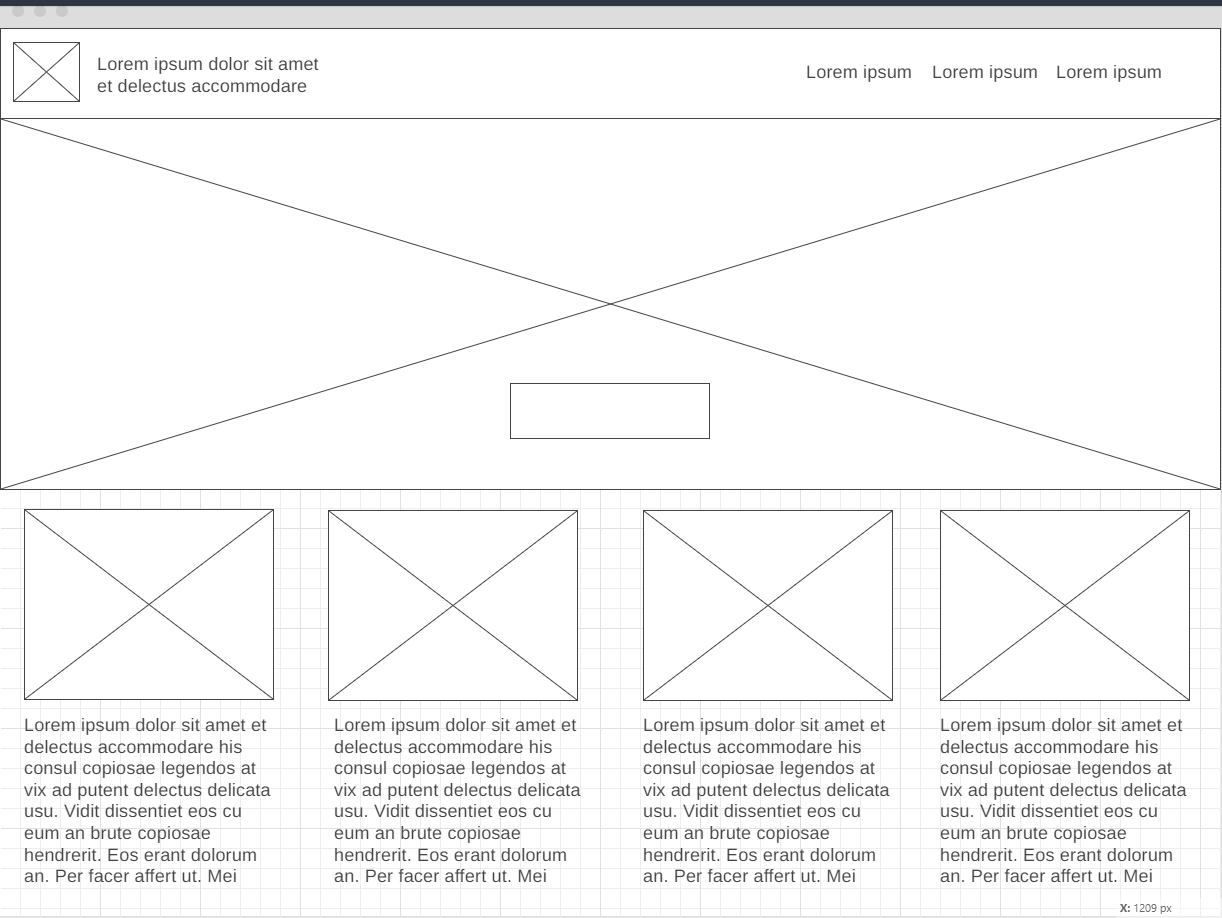 Lorem ipsum dolor sit amet
et delectus accommodare
Lorem ipsum Lorem ipsum Lorem ipsum
Lorem ipsum dolor sit amet et
delectus accommodare his
consul copiosae legendos at
vix ad putent delectus delicata
usu. Vidit dissentiet eos cu
eum an brute copiosae
hendrerit. Eos erant dolorum
an. Per facer affert ut. Mei
Lorem ipsum dolor sit amet et
delectus accommodare his
consul copiosae legendos at
vix ad putent delectus delicata
usu. Vidit dissentiet eos cu
eum an brute copiosae
hendrerit. Eos erant dolorum
an. Per facer affert ut. Mei
Lorem ipsum dolor sit amet et
delectus accommodare his
consul copiosae legendos at
vix ad putent delectus delicata
usu. Vidit dissentiet eos cu
eum an brute copiosae
hendrerit. Eos erant dolorum
an. Per facer affert ut. Mei
Lorem ipsum dolor sit amet et
delectus accommodare his
consul copiosae legendos at
vix ad putent delectus delicata
usu. Vidit dissentiet eos cu
eum an brute copiosae
hendrerit. Eos erant dolorum
an. Per facer affert ut. Mei
X: 1209 px